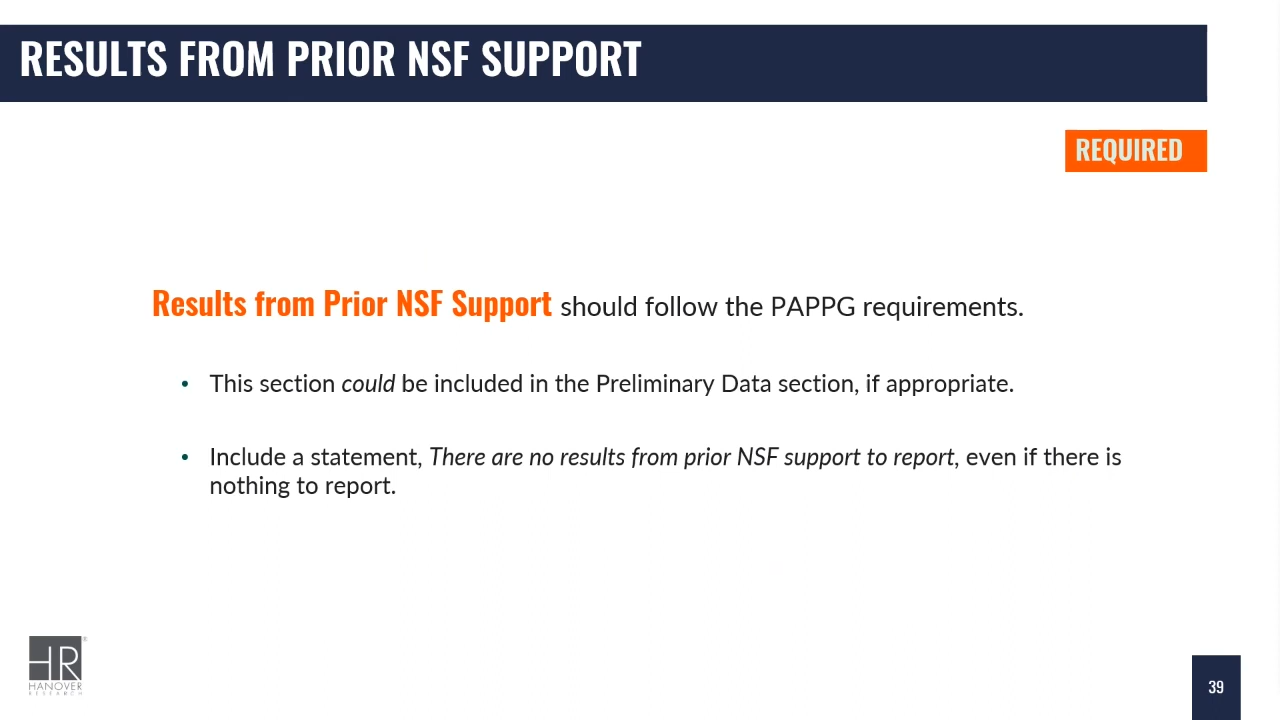 RESULTS FROM PRIOR NSF SUPPORT
REQUIRED
Results from Prior NSF Support should follow the PAPPG requirements.
• This section could be included in the Preliminary Data section, if appropriate.
• Include a statement, There are no results from prior NSF support to report, even if there is
nothing to report.
HR®
HANOVER
RESEARCH
39